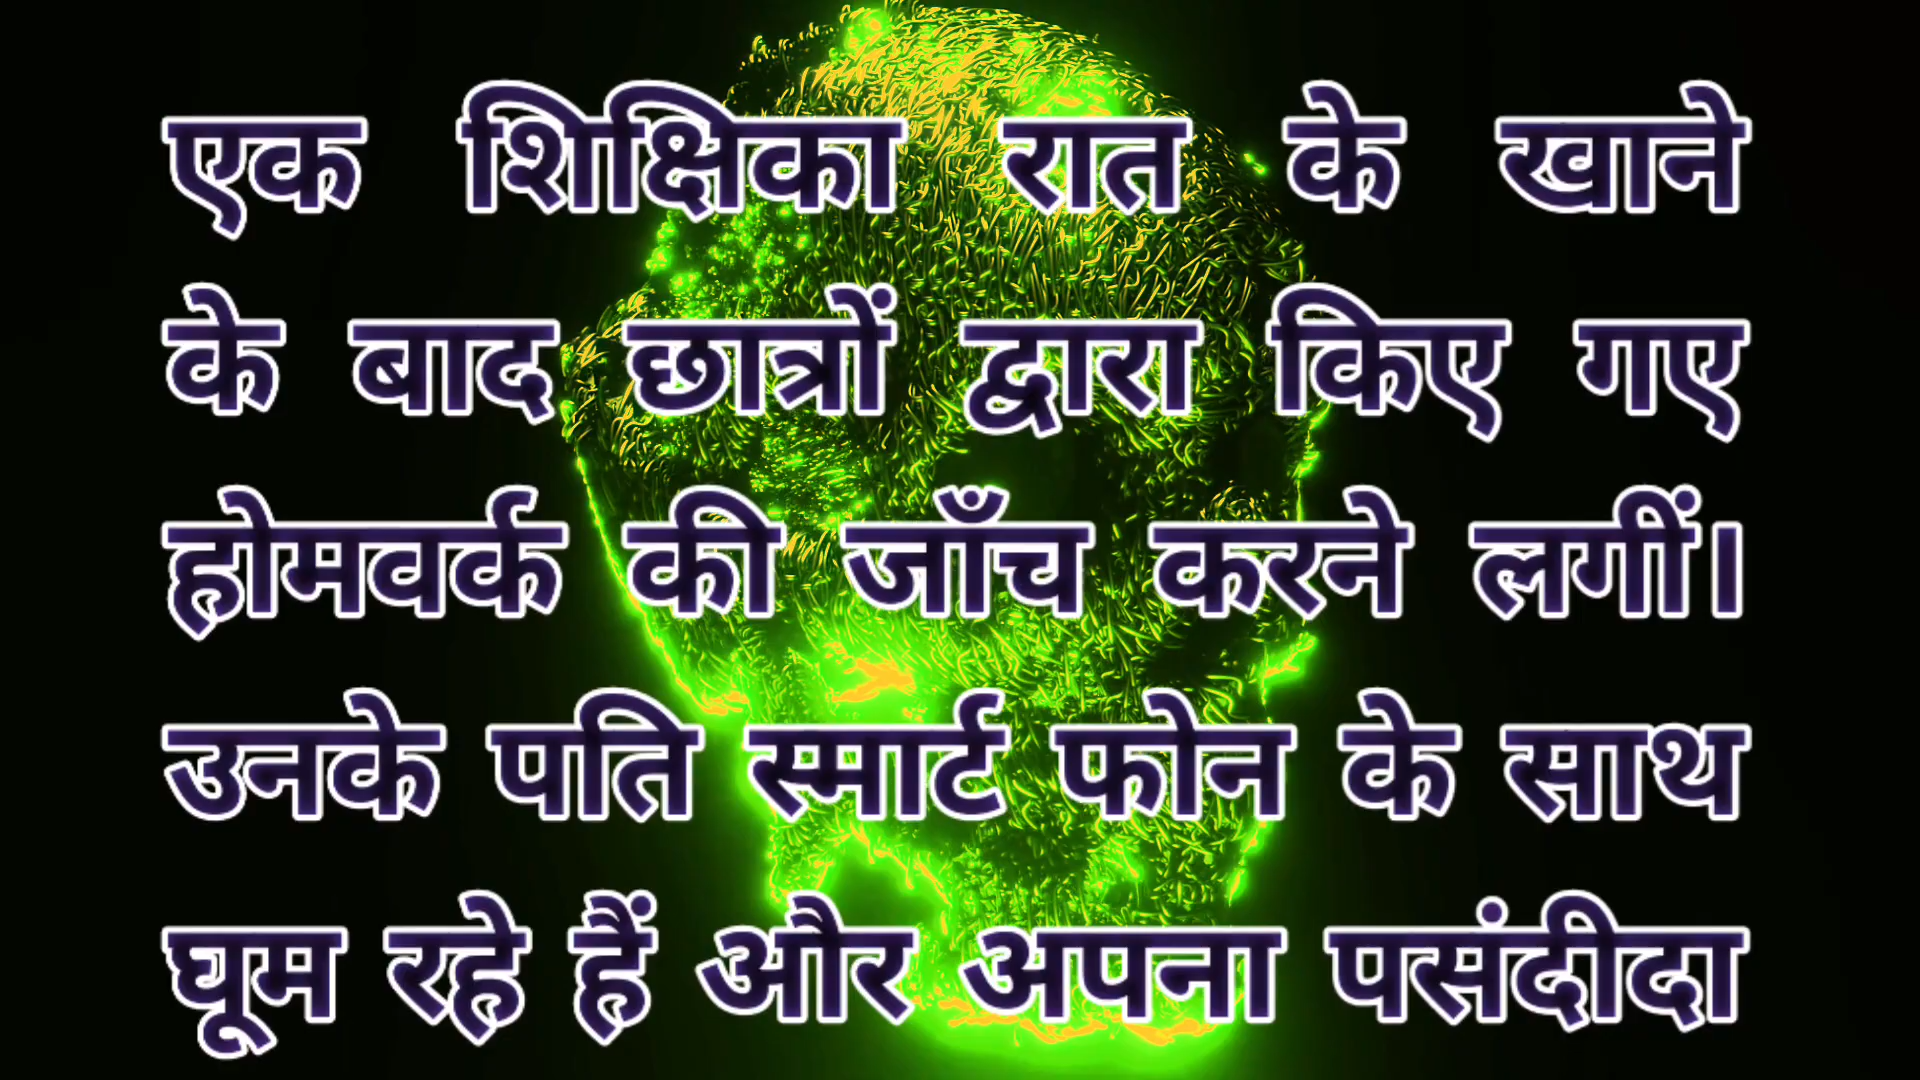 एक शिक्षिका रात के खाने
के बाद छात्रों द्वारा किए गए
होमवर्क की जाँच करने लगीं।
उनके पति स्मार्ट फोन के साथ
घूम रहे हैं और अपना पसंदीदा